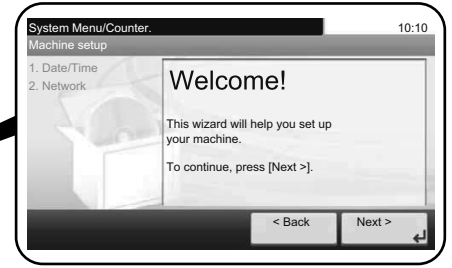 System Menu/Counter.
10:10
Machine setup
1. Date/Time
2. Network
Welcome!
This wizard will help you set up
your machine.
To continue, press [Next >].
< Back
Next >